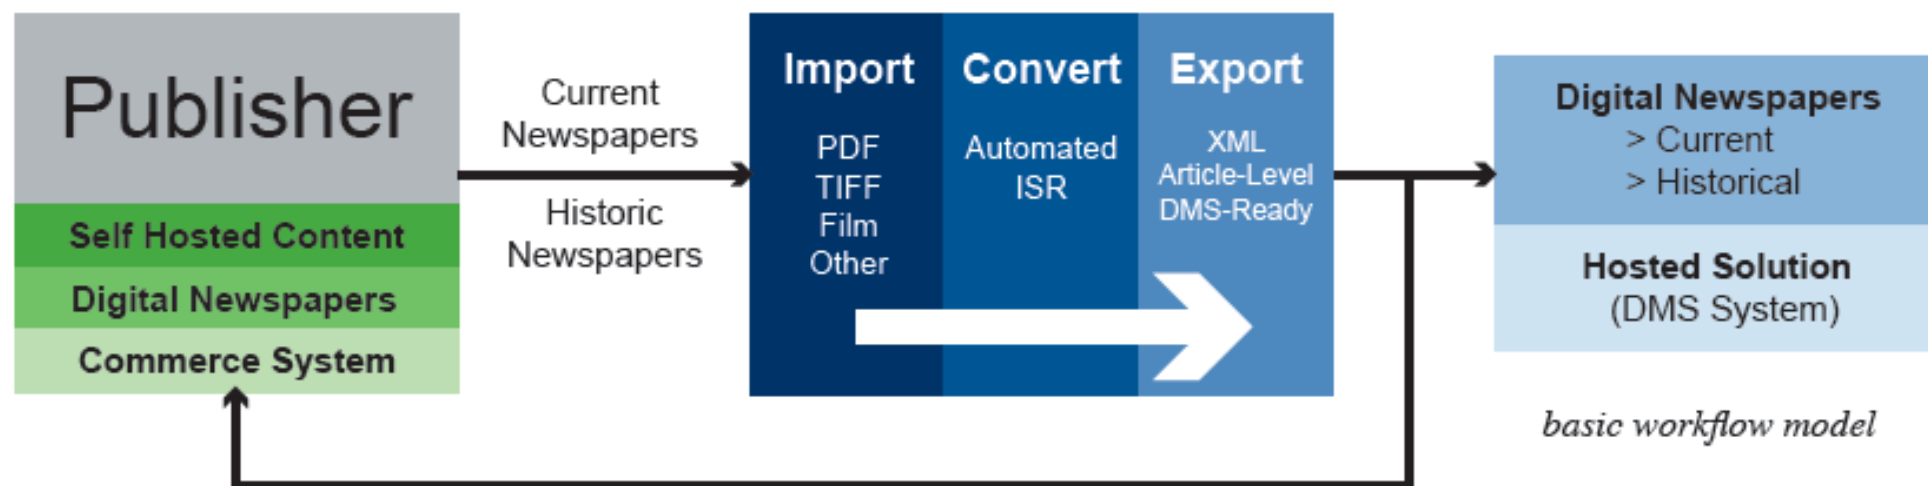 Publisher
Self Hosted Content
Digital Newspapers
Commerce System
Current
Newspapers
Historic
Newspapers
Import
PDF
TIFF
Film
Other
Convert
Automated
ISR
Export
XML
Article-Level
DMS-Ready
Digital Newspapers
> Current
> Historical
Hosted Solution
(DMS System)
basic workflow model